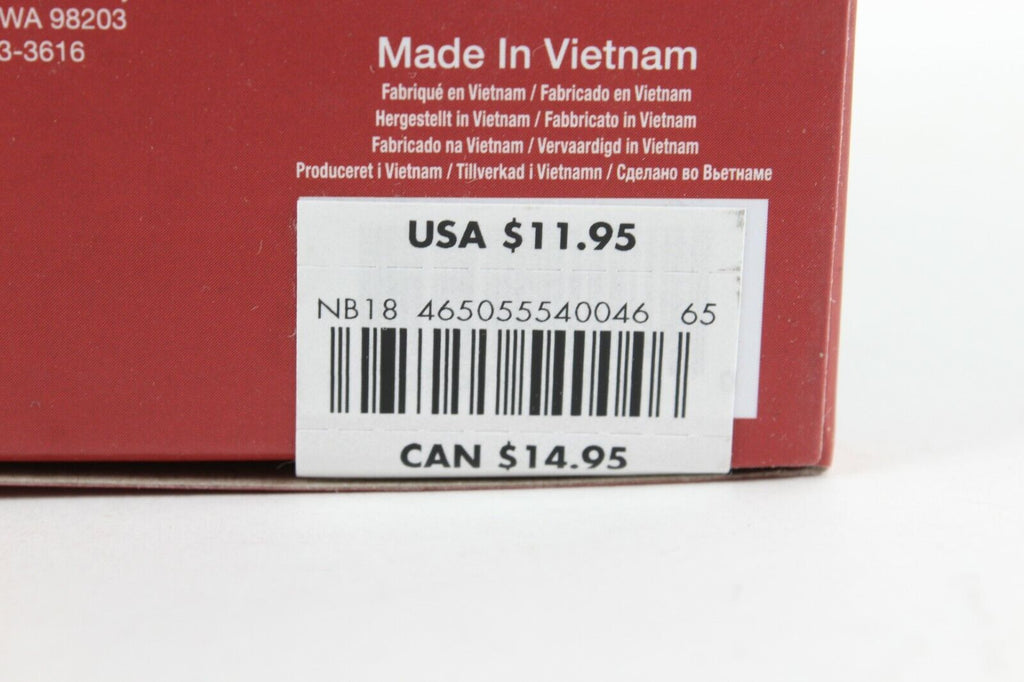 WA 98203
3-3616
Made In Vietnam
Fabriqué en Vietnam / Fabricado en Vietnam
Hergestellt in Vietnam / Fabbricato in Vietnam
Fabricado na Vietnam / Vervaardigd in Vietnam
Produceret i Vietnam / Tillverkad i Vietnamn / Сделано во Вьетнаме
USA $11.95
NB18 465055540046 65
CAN $14.95